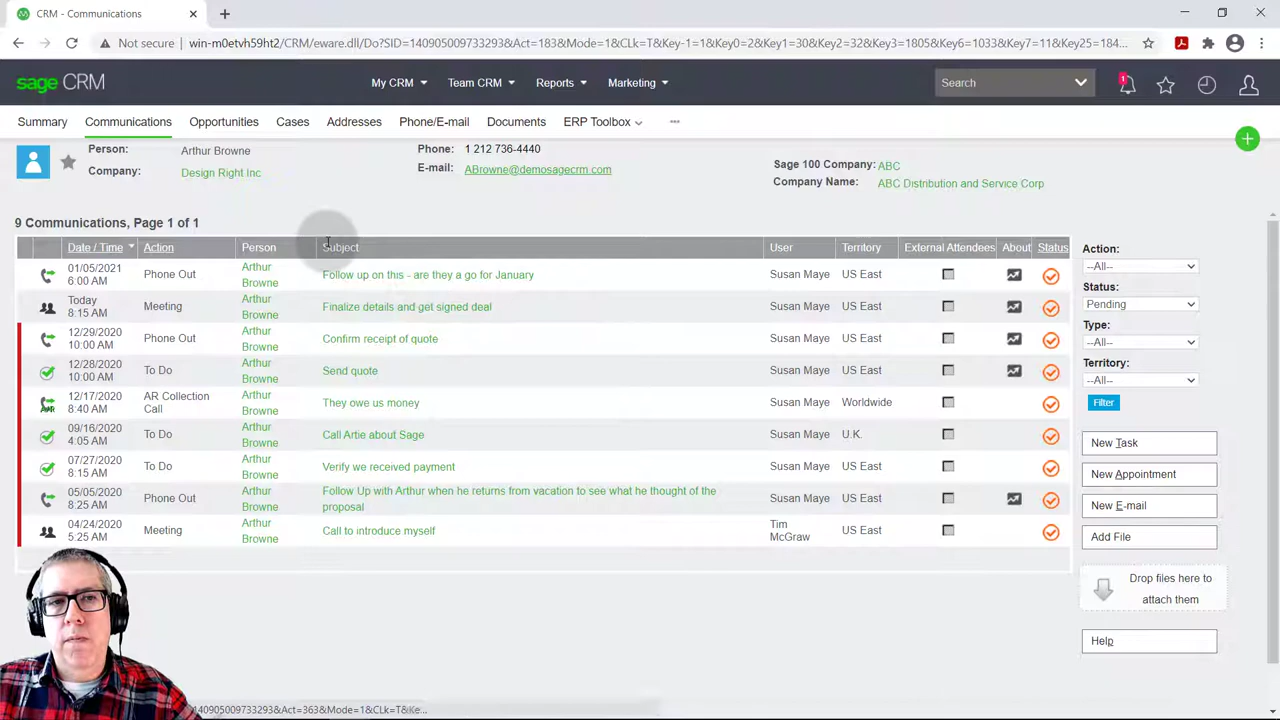 CRM - Communications
Not secure win-m0etvh59ht2/CRM/eware.dll/Do?SID=140905009733293&Act=183&Mode=1&CLk=T&Key-1=1&Key0=2&Key1=30&Key2=32&Key3=1905&Key6=1033&Key7=11&Key25=184...
sage CRM
My CRM
Team CRM
Reports
Marketing
Search
1
Summary
Communications
Opportunities
Cases
Addresses
Phone/E-mail
Documents
ERP Toolbox
Person: Arthur Browne
Company: Design Right Inc
Phone: 1 212 736-4440
E-mail: ABrowne@demosagecrm.com
Sage 100 Company: ABC
Company Name: ABC Distribution and Service Corp
9 Communications, Page 1 of 1
Date / Time Action Person Subject User Territory External Attendees About Status
01/05/2021 6:00 AM Phone Out Arthur Browne Follow up on this - are they a go for January Susan Maye US East
Today 8:15 AM Meeting Arthur Browne Finalize details and get signed deal Susan Maye US East
12/29/2020 10:00 AM Phone Out Arthur Browne Confirm receipt of quote Susan Maye US East
12/28/2020 10:00 AM To Do Arthur Browne Send quote Susan Maye US East
12/17/2020 8:40 AM AR Collection Call Arthur Browne They owe us money Susan Maye Worldwide
09/16/2020 4:05 AM To Do Arthur Browne Call Artie about Sage Susan Maye U.K.
07/27/2020 8:15 AM To Do Arthur Browne Verify we received payment Susan Maye US East
05/05/2020 8:25 AM Phone Out Arthur Browne Follow Up with Arthur when he returns from vacation to see what he thought of the proposal Susan Maye US East
04/24/2020 5:25 AM Meeting Arthur Browne Call to introduce myself Tim McGraw US East
Action:
--All--
Status:
Pending
Type:
--All--
Territory:
--All--
Filter
New Task
New Appointment
New E-mail
Add File
Drop files here to
attach them
Help
140905009733293&Act=363&Mode=1&CLk=T&Ke...